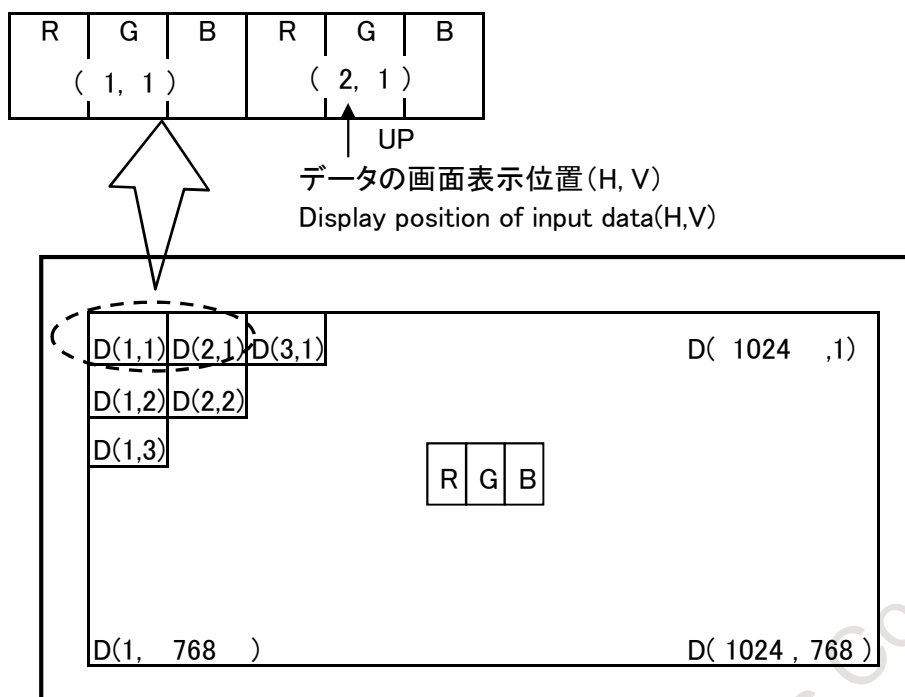 R G B R G B
( 1, 1 ) ( 2, 1 )
UP
データの画面表示位置(H, V)
Display position of input data(H,V)
D(1,1) D(2,1) D(3,1) D( 1024 ,1)
D(1,2) D(2,2)
D(1,3)
R G B
D(1, 768 ) D( 1024 , 768 )